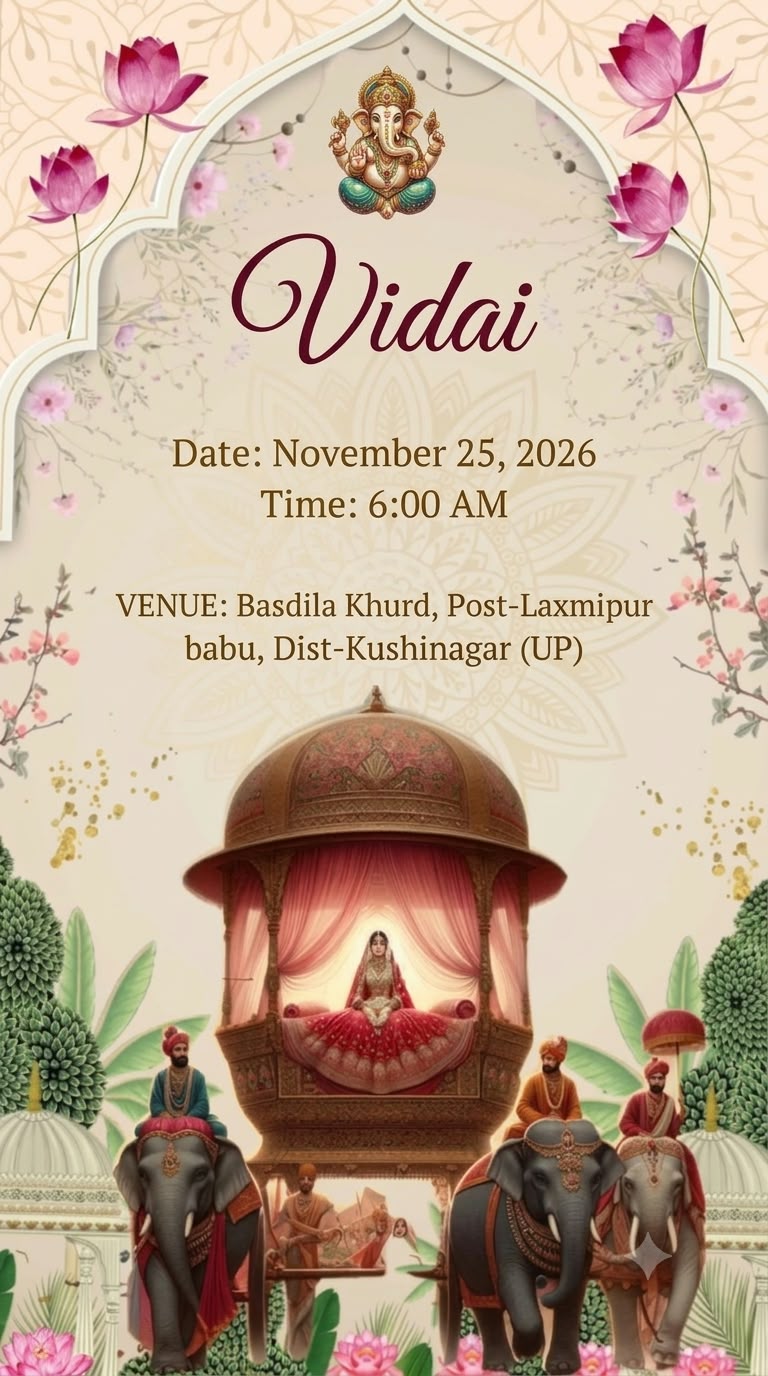 Vidai
Date: November 25, 2026
Time: 6:00 AM
VENUE: Basdila Khurd, Post-Laxmipur
babu, Dist-Kushinagar (UP)